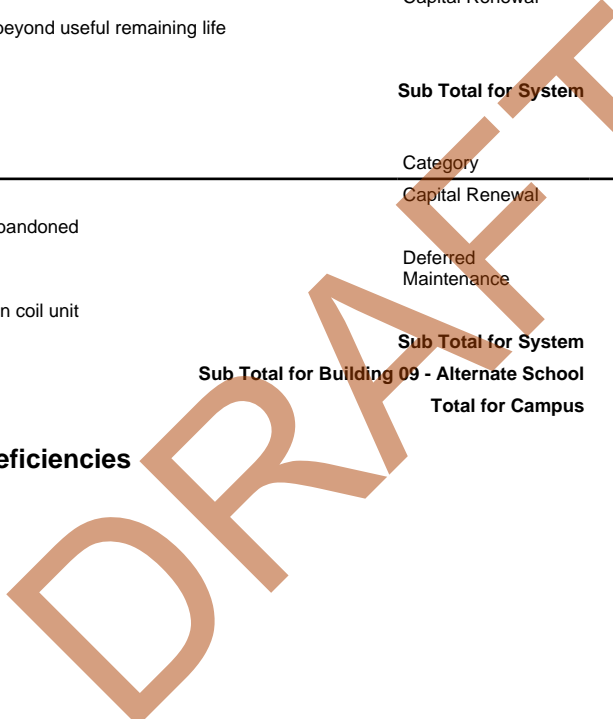 Capital Renewal
beyond useful remaining life
Sub Total for System
Category
Capital Renewal
bandoned
Deferred
Maintenance
n coil unit
Sub Total for System
Sub Total for Building 09 - Alternate School
Total for Campus
eficiencies
DRAFT